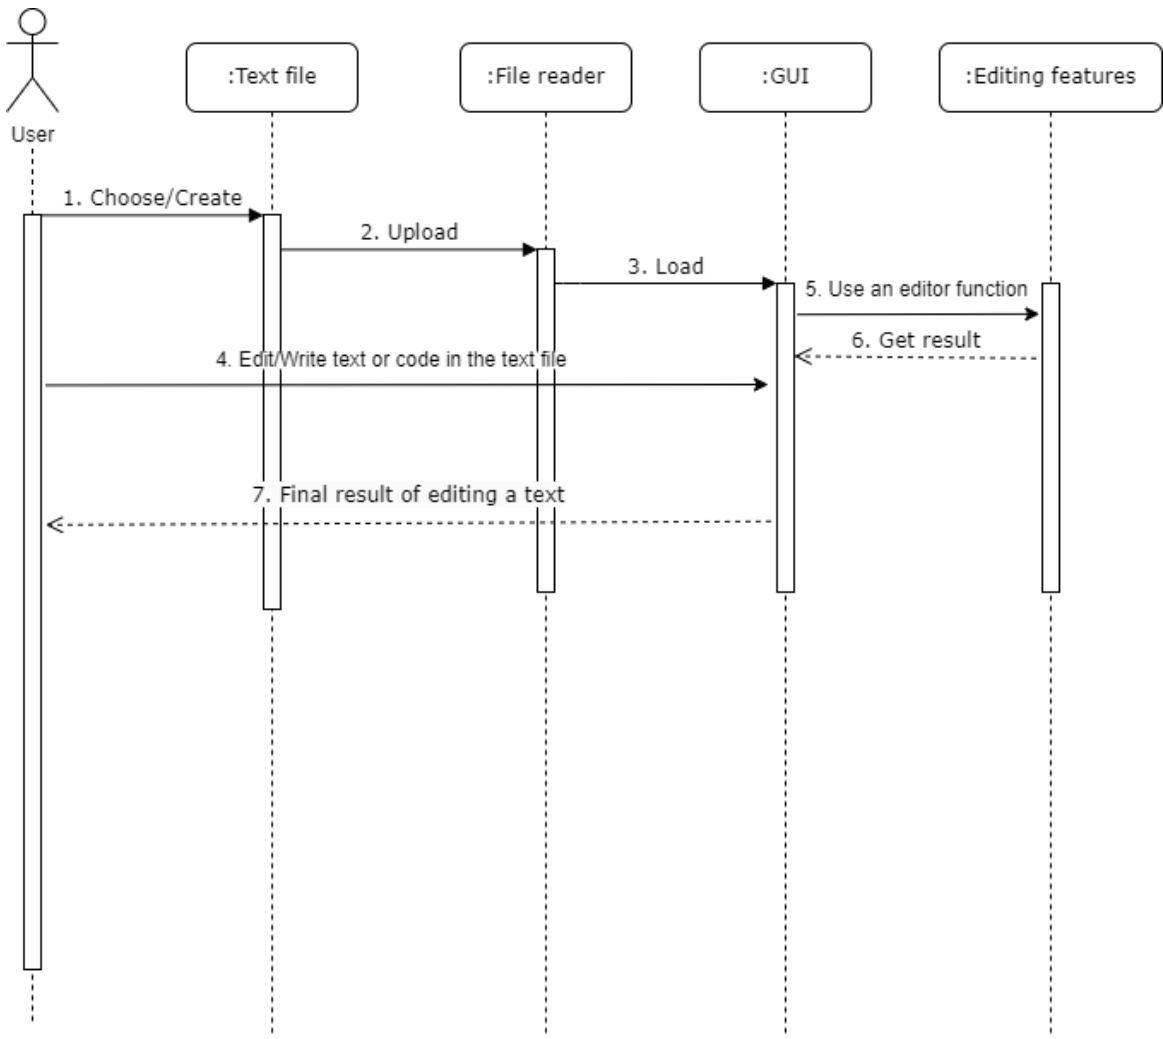 :Text file
:File reader
:GUI
:Editing features
User
1. Choose/Create
2. Upload
3. Load
5. Use an editor function
6. Get result
4. Edit/Write text or code in the text file
7. Final result of editing a text